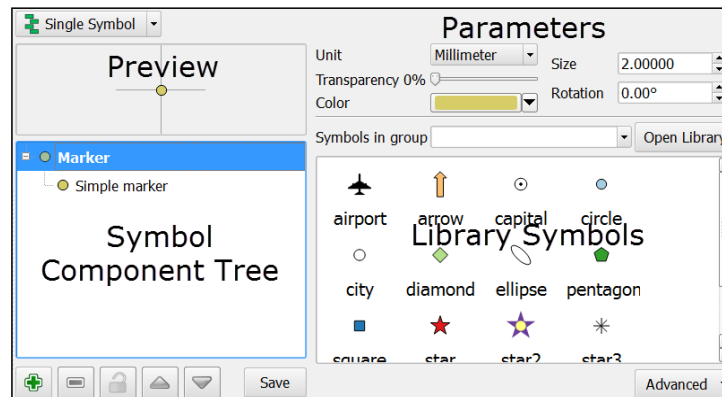 Single Symbol
Preview
Marker
Simple marker
Symbol
Component Tree
Save
Parameters
Unit
Millimeter
Size
2.00000
Transparency 0%
Rotation
0.00°
Color
Symbols in group
Open Library
airport arrow capital circle
Library Symbols
city diamond ellipse pentagon
square star star2 star3
Advanced